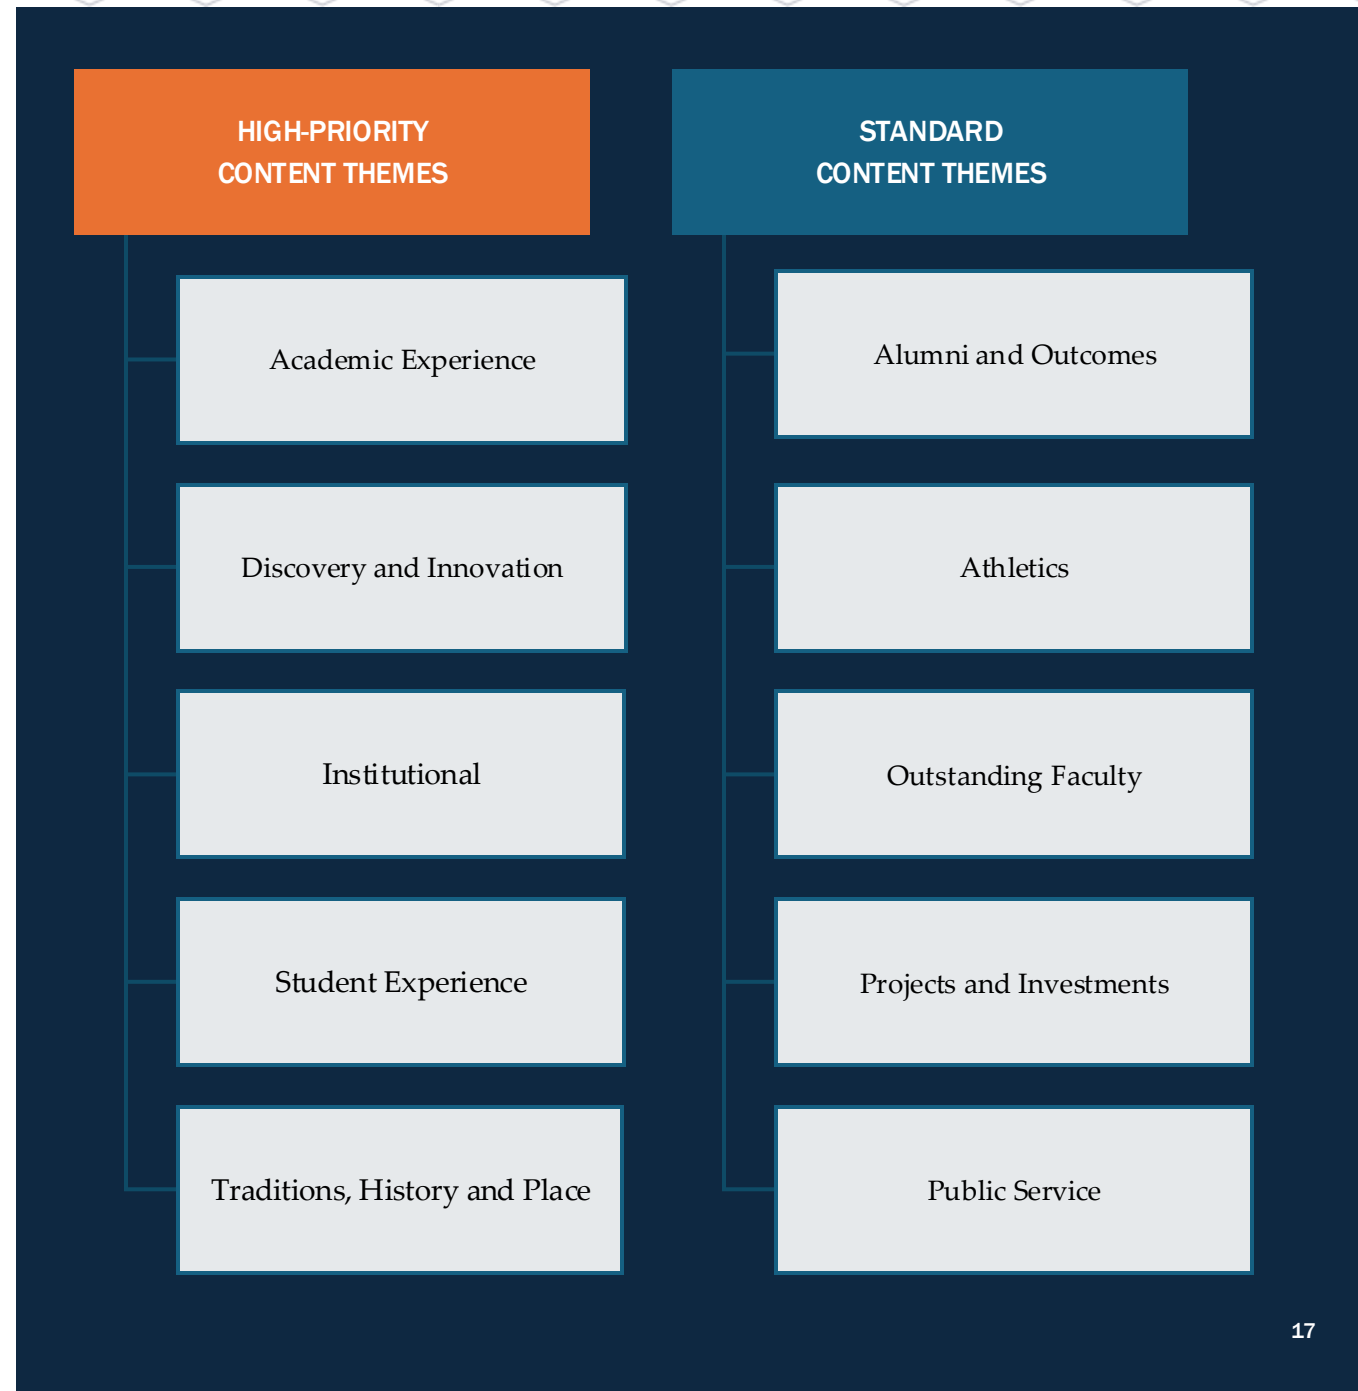 HIGH-PRIORITY
CONTENT THEMES
Academic Experience
Discovery and Innovation
Institutional
Student Experience
Traditions, History and Place
STANDARD
CONTENT THEMES
Alumni and Outcomes
Athletics
Outstanding Faculty
Projects and Investments
Public Service
17